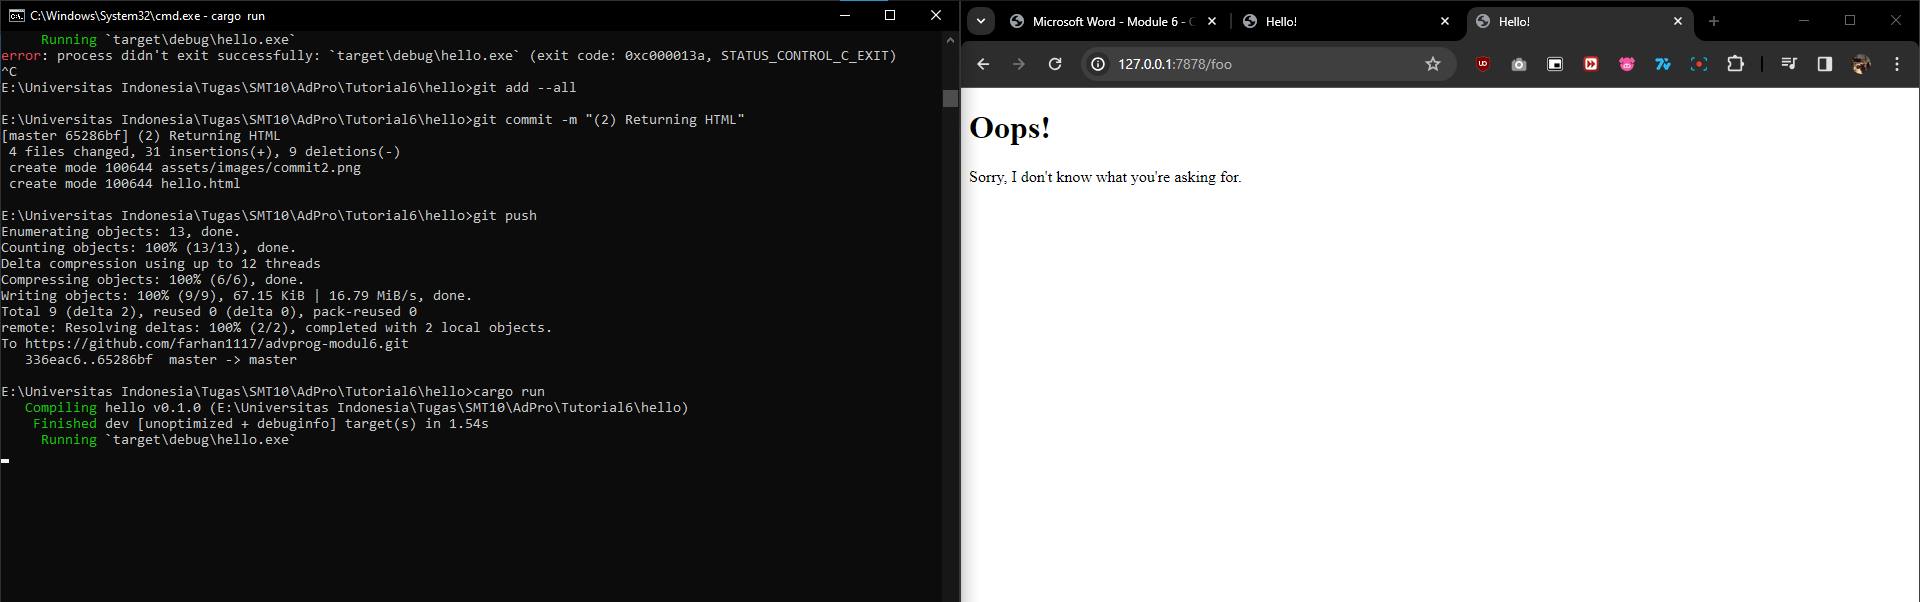 C:\Windows\System32\cmd.exe - cargo  run
     Running `target\debug\hello.exe`
error: process didn't exit successfully: `target\debug\hello.exe` (exit code: 0xc000013a, STATUS_CONTROL_C_EXIT)
^C
E:\Universitas Indonesia\Tugas\SMT10\AdPro\Tutorial6\hello>git add --all
E:\Universitas Indonesia\Tugas\SMT10\AdPro\Tutorial6\hello>git commit -m "(2) Returning HTML"
[master 65286bf] (2) Returning HTML
 4 files changed, 31 insertions(+), 9 deletions(-)
 create mode 100644 assets/images/commit2.png
 create mode 100644 hello.html
E:\Universitas Indonesia\Tugas\SMT10\AdPro\Tutorial6\hello>git push
Enumerating objects: 13, done.
Counting objects: 100% (13/13), done.
Delta compression using up to 12 threads
Compressing objects: 100% (6/6), done.
Writing objects: 100% (9/9), 67.15 KiB | 16.79 MiB/s, done.
Total 9 (delta 2), reused 0 (delta 0), pack-reused 0
remote: Resolving deltas: 100% (2/2), completed with 2 local objects.
To https://github.com/farhan1117/advprog-modul6.git
   336eac6..65286bf  master -> master
E:\Universitas Indonesia\Tugas\SMT10\AdPro\Tutorial6\hello>cargo run
   Compiling hello v0.1.0 (E:\Universitas Indonesia\Tugas\SMT10\AdPro\Tutorial6\hello)
    Finished dev [unoptimized + debuginfo] target(s) in 1.54s
     Running `target\debug\hello.exe`
Microsoft Word - Module 6 -
Hello!
Hello!
127.0.0.1:7878/foo
Oops!
Sorry, I don't know what you're asking for.